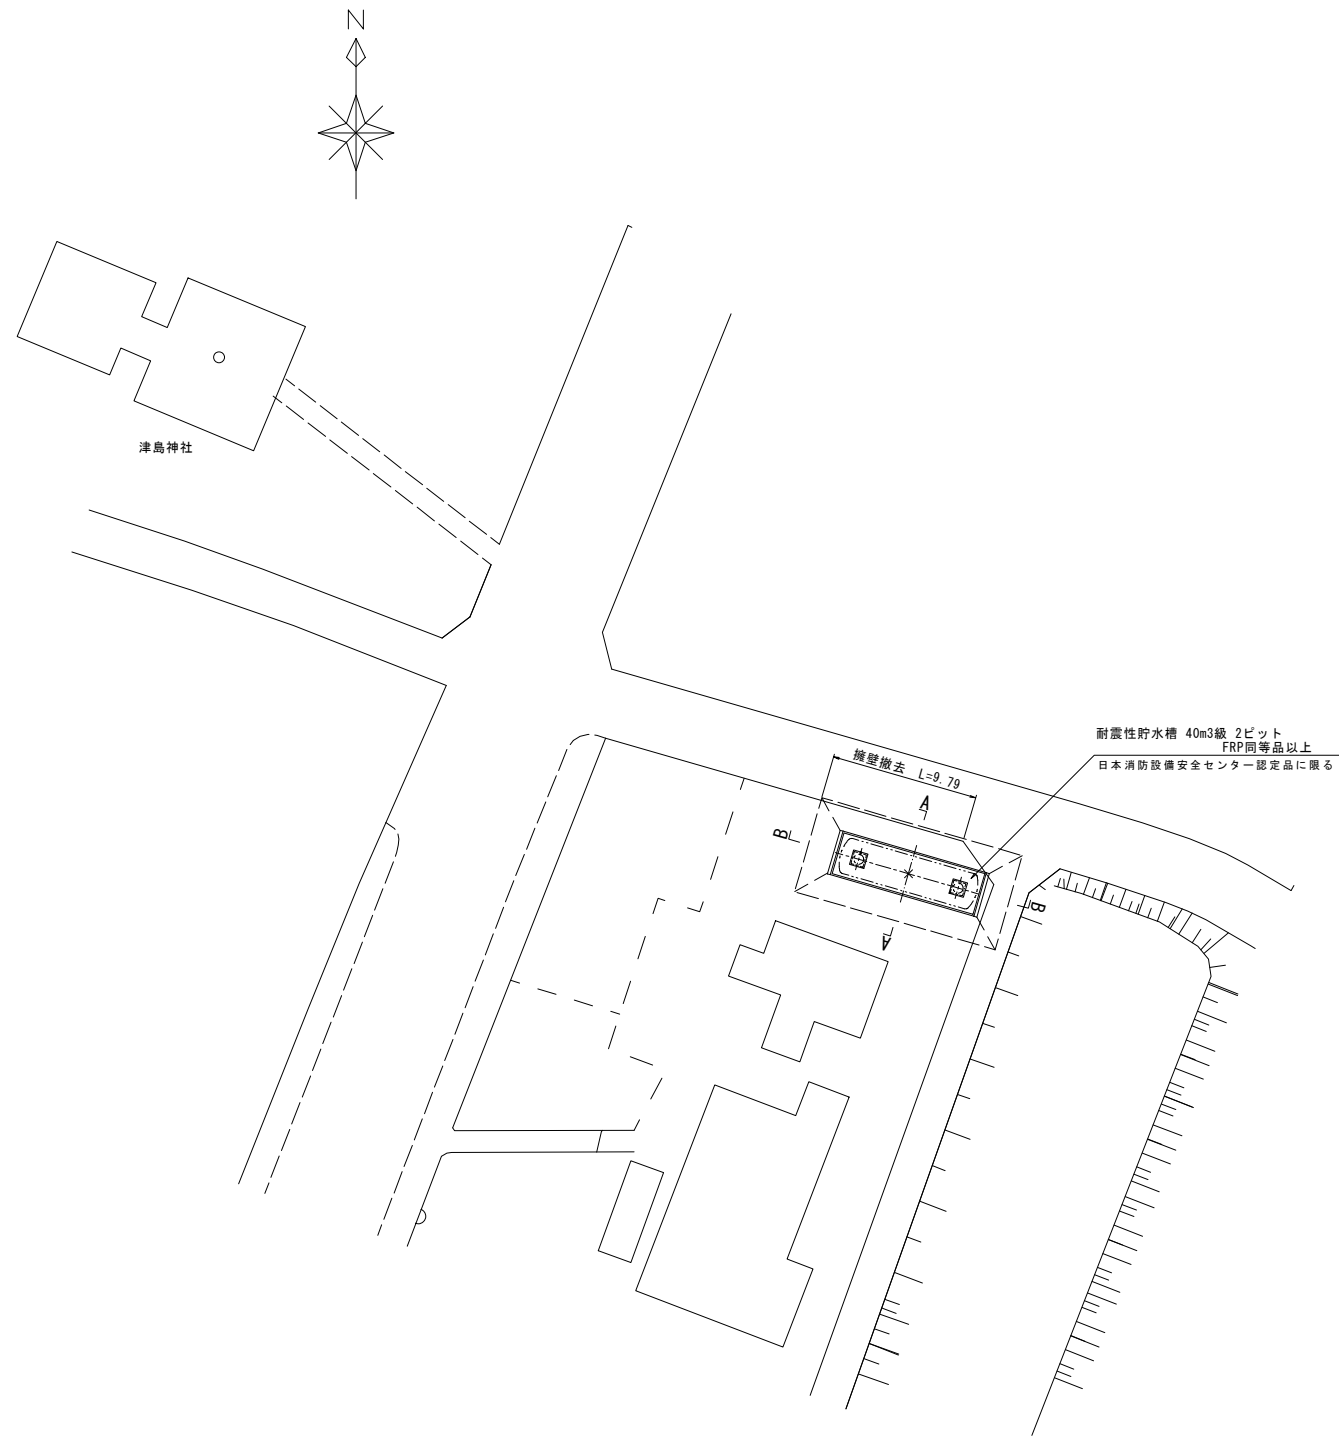 N
津島神社
耐震性貯水槽 40m3級 2ピット
FRP同等品以上
日本消防設備安全センター認定品に限る
擁壁撤去 L=9.79
A
B
B
A